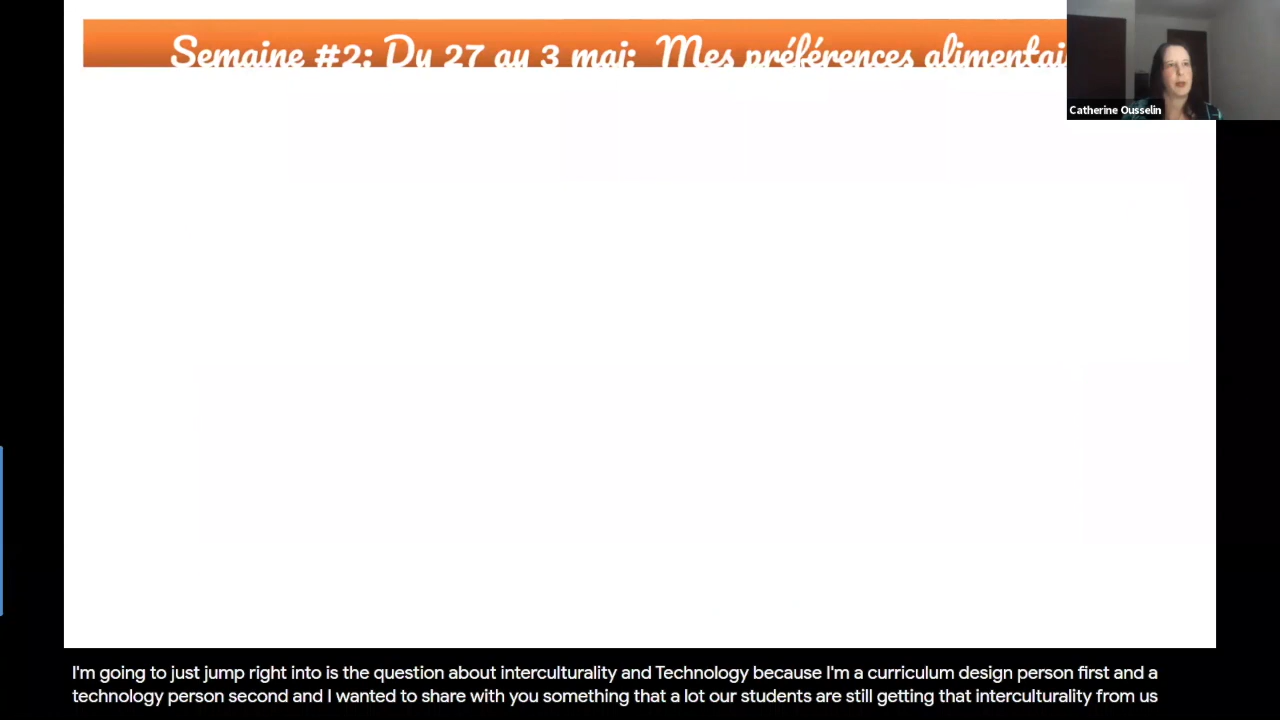 Semaine #2: Du 27 au 3 mai: Mes préférences
Catherine Ousselin
I'm going to just jump right into is the question about interculturality and Technology because I'm a curriculum design person first and a
technology person second and I wanted to share with you something that a lot our students are still getting that interculturality from us